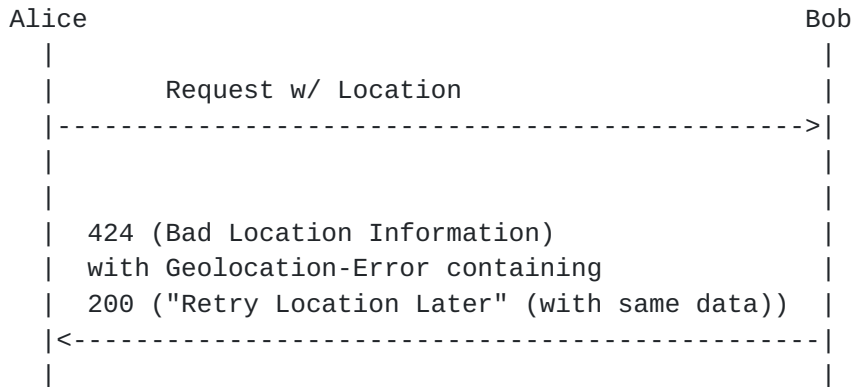 Alice Bob
Request w/ Location
424 (Bad Location Information)
with Geolocation-Error containing
200 ("Retry Location Later" (with same data))